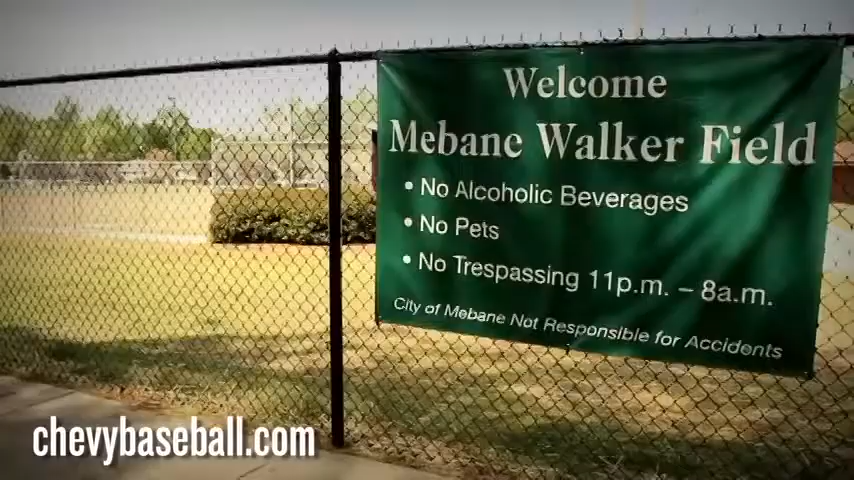 Welcome
Mebane Walker Field
• No Alcoholic Beverages
• No Pets
• No Trespassing 11p.m. – 8a.m.
City of Mebane Not Responsible for Accidents
chevybaseball.com